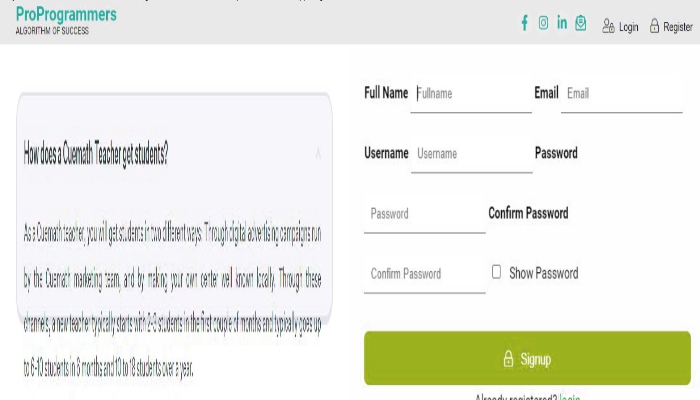 ProProgrammers
ALGORITHM OF SUCCESS
Login
Register
How does a Cuemath Teacher get students?
As a Cuemath teacher, you will get students in two different ways. Through digital advertising campaigns run
by the Cuemath marketing team, and by making your own center well known locally. Through these
channels, a new teacher typically starts with 2-3 students in the first couple of months and typically goes up
to 6-10 students in 6 months and 10 to 18 students over a year.
Full Name Fullname Email Email
Username Username Password
Password Confirm Password
Confirm Password Show Password
Signup
Already registered? login